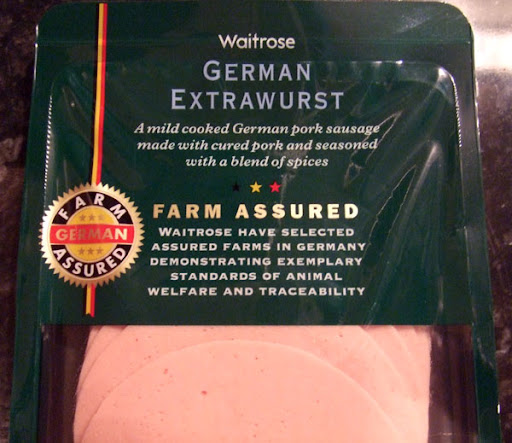 Waitrose
GERMAN
EXTRAWURST
A mild cooked German pork sausage
made with cured pork and seasoned
with a blend of spices
FARM ASSURED
WAITROSE HAVE SELECTED
ASSURED FARMS IN GERMANY
DEMONSTRATING EXEMPLARY
STANDARDS OF ANIMAL
WELFARE AND TRACEABILITY
FARM
GERMAN
ASSURED